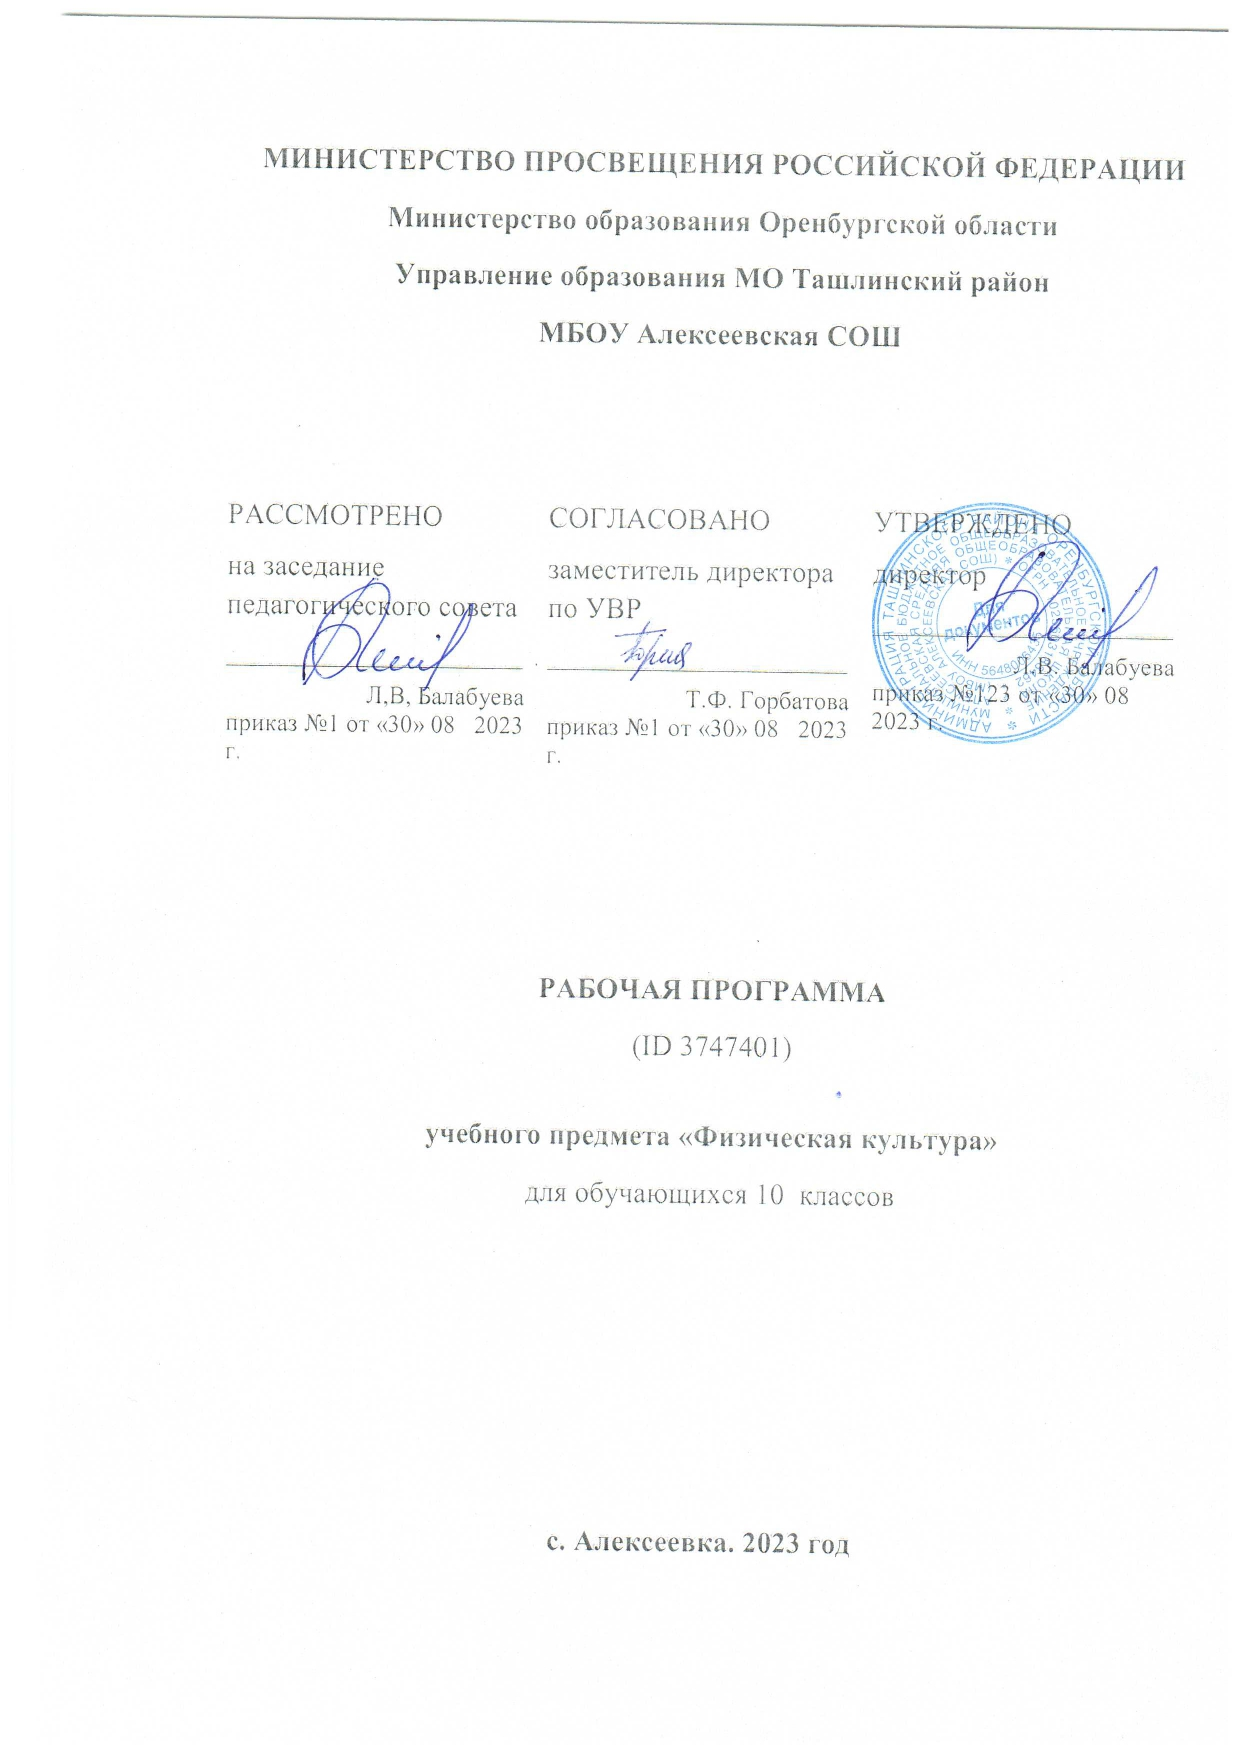 МИНИСТЕРСТВО ПРОСВЕЩЕНИЯ РОССИЙСКОЙ ФЕДЕРАЦИИ
Министерство образования Оренбургской области
Управление образования МО Ташлинский район
МБОУ Алексеевская СОШ
РАССМОТРЕНО
на заседание
педагогического совета
Л,В, Балабуева
приказ №1 от «30» 08 2023
г.
СОГЛАСОВАНО
заместитель директора
по УВР
Т.Ф. Горбатова
приказ №1 от «30» 08 2023
г.
УТВЕРЖДЕНО
директор
Л.В. Балабуева
приказ №123 от «30» 08
2023 г.
Для
документов
РАБОЧАЯ ПРОГРАММА
(ID 3747401)
учебного предмета «Физическая культура»
для обучающихся 10 классов
с. Алексеевка. 2023 год